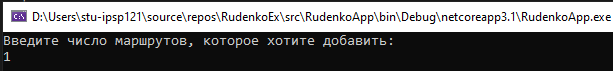 D:\Users\stu-ipsp121\source\repos\RudenkoEx\src\RudenkoApp\bin\Debug\netcoreapp3.1\RudenkoApp.exe
Введите число маршрутов, которое хотите добавить:
1